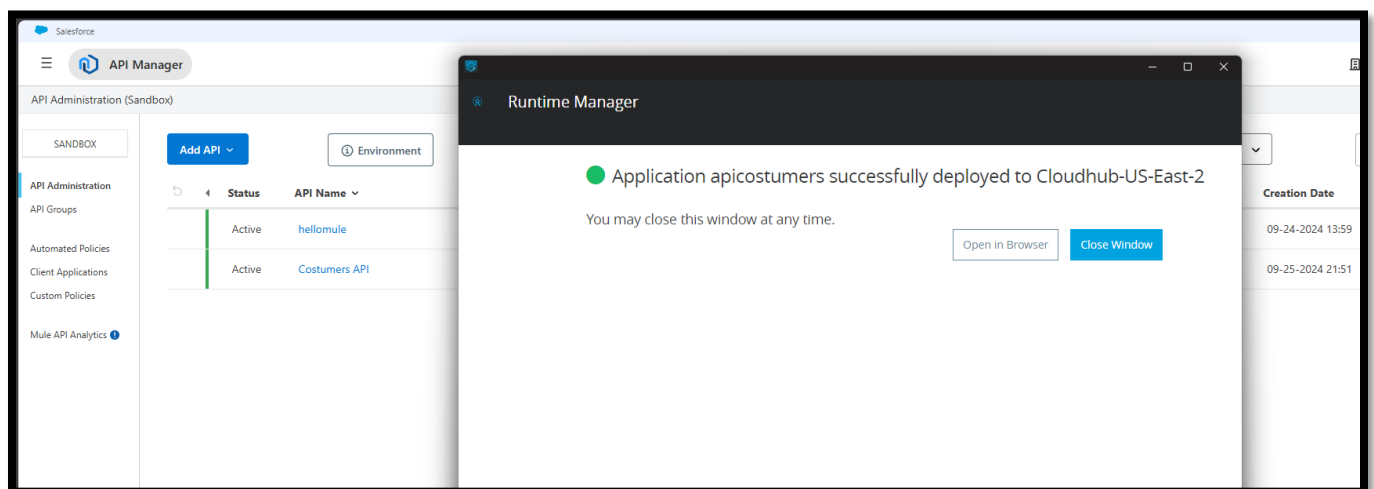 Salesforce
API Manager
API Administration (Sandbox)
SANDBOX
API Administration
API Groups
Automated Policies
Client Applications
Custom Policies
Mule API Analytics
Add API
Environment
Status API Name Creation Date
Active hellomule 09-24-2024 13:59
Active Costumers API 09-25-2024 21:51
Runtime Manager
Application apicostumers successfully deployed to Cloudhub-US-East-2
You may close this window at any time.
Open in Browser Close Window